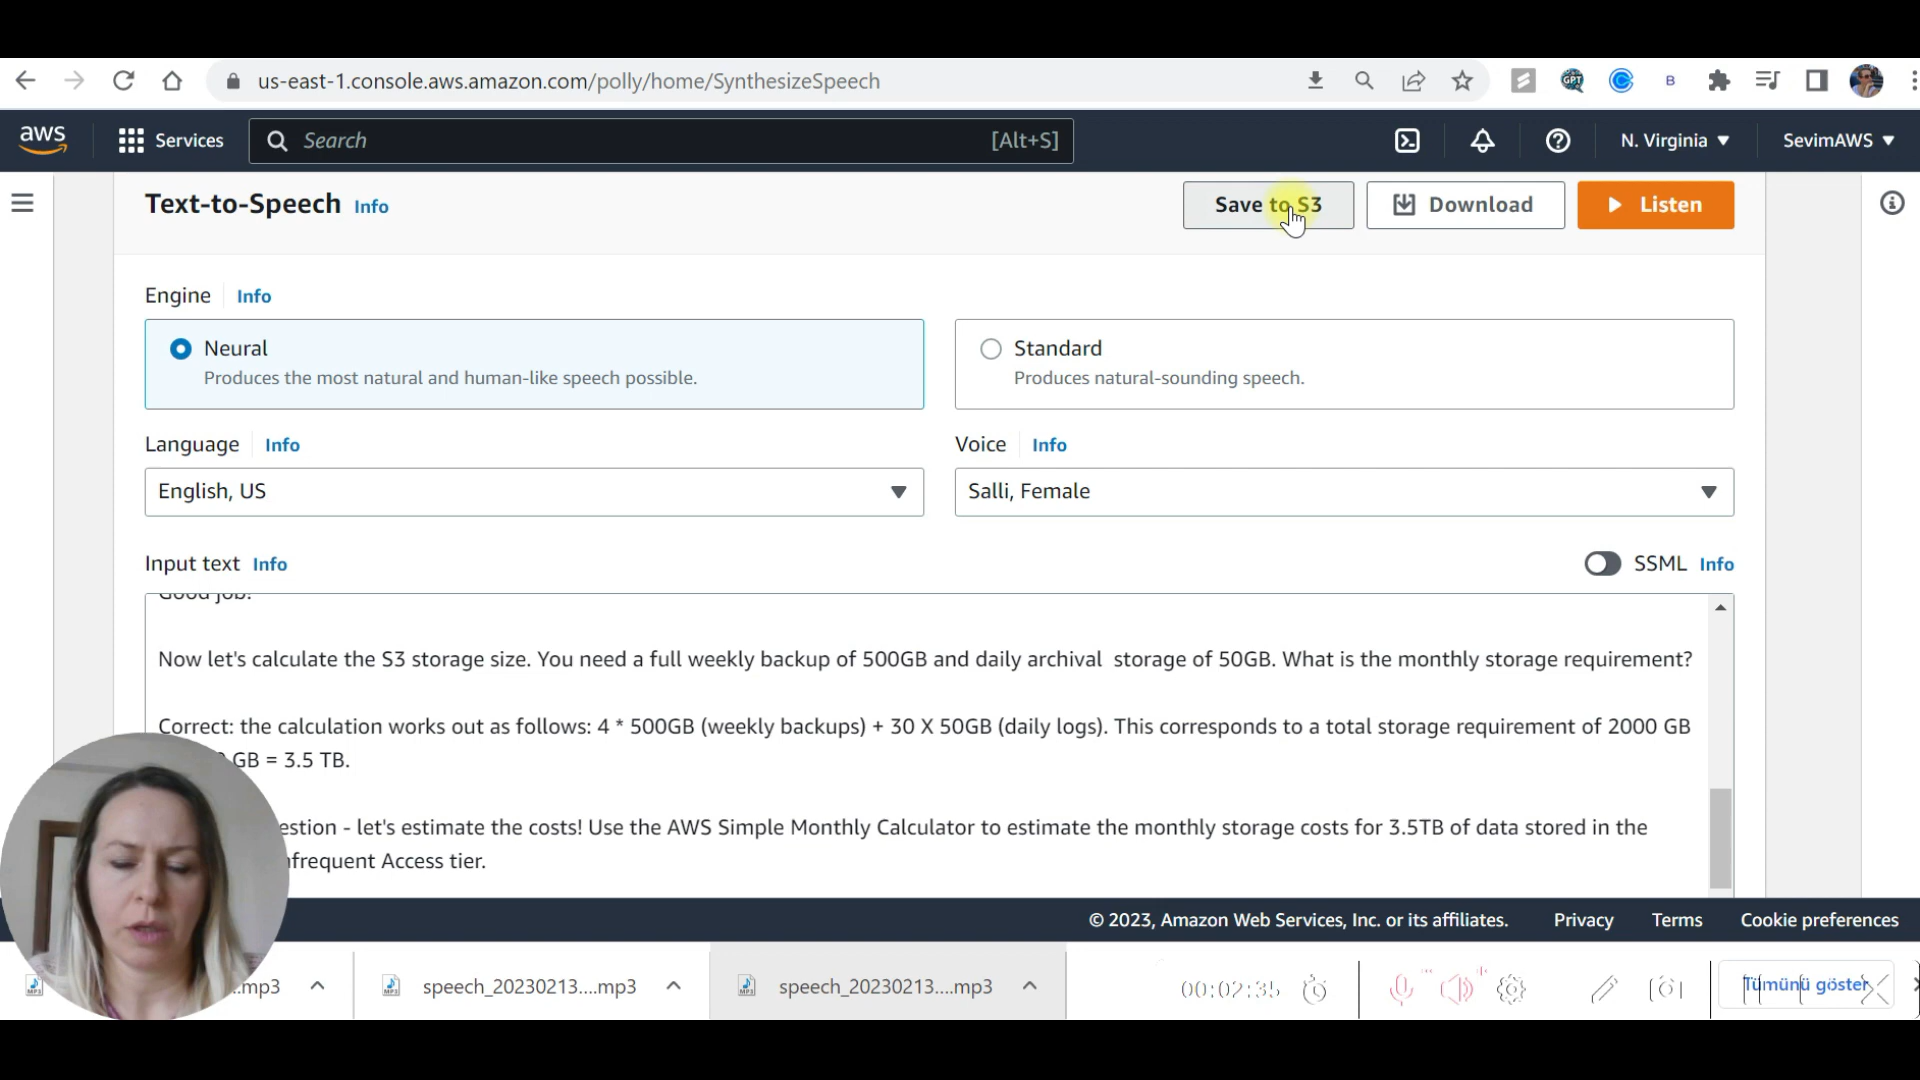 us-east-1.console.aws.amazon.com/polly/home/SynthesizeSpeech
GPT
B
aws
Services
Search
[Alt+S]
N. Virginia
SevimAWS
Text-to-Speech Info
Save to S3
Download
Listen
Engine Info
Neural
Produces the most natural and human-like speech possible.
Standard
Produces natural-sounding speech.
Language Info
Voice Info
English, US
Salli, Female
Input text Info
SSML Info
Good job!
Now let's calculate the S3 storage size. You need a full weekly backup of 500GB and daily archival storage of 50GB. What is the monthly storage requirement?
Correct: the calculation works out as follows: 4 * 500GB (weekly backups) + 30 X 50GB (daily logs). This corresponds to a total storage requirement of 2000 GB
GB = 3.5 TB.
estion - let's estimate the costs! Use the AWS Simple Monthly Calculator to estimate the monthly storage costs for 3.5TB of data stored in the
nfrequent Access tier.
© 2023, Amazon Web Services, Inc. or its affiliates.
Privacy
Terms
Cookie preferences
....mp3
speech_20230213....mp3
speech_20230213....mp3
00:02:35
Tümünü göster